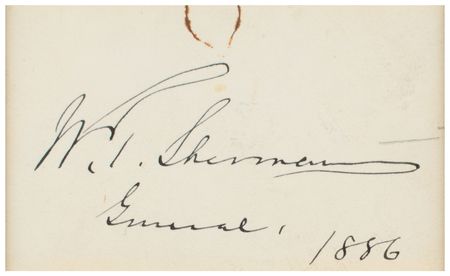 W. T. Sherman
General,
1886